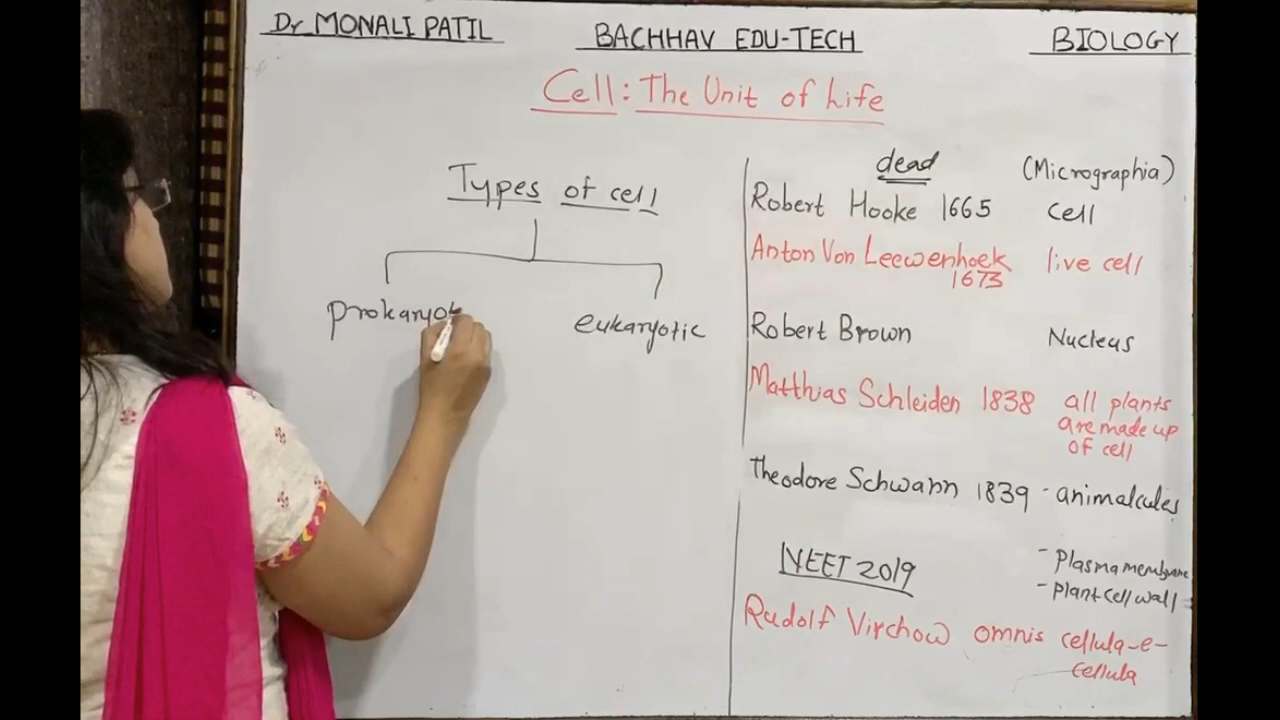 Dr MONALI PATIL BACHHAV EDU-TECH BIOLOGY
Cell: The Unit of Life
Types of cell
prokaryot
eukaryotic
dead (Micrographia)
Robert Hooke 1665 cell
Anton Von Leewenhoek live cell
1673
Robert Brown Nucleus
Matthias Schleiden 1838 all plants
are made up
of cell
Theodore Schwann 1839 - animalcules
NEET 2019 - Plasma membrane
- Plant cell wall =
Rudolf Virchow omnis cellula-e-
cellula